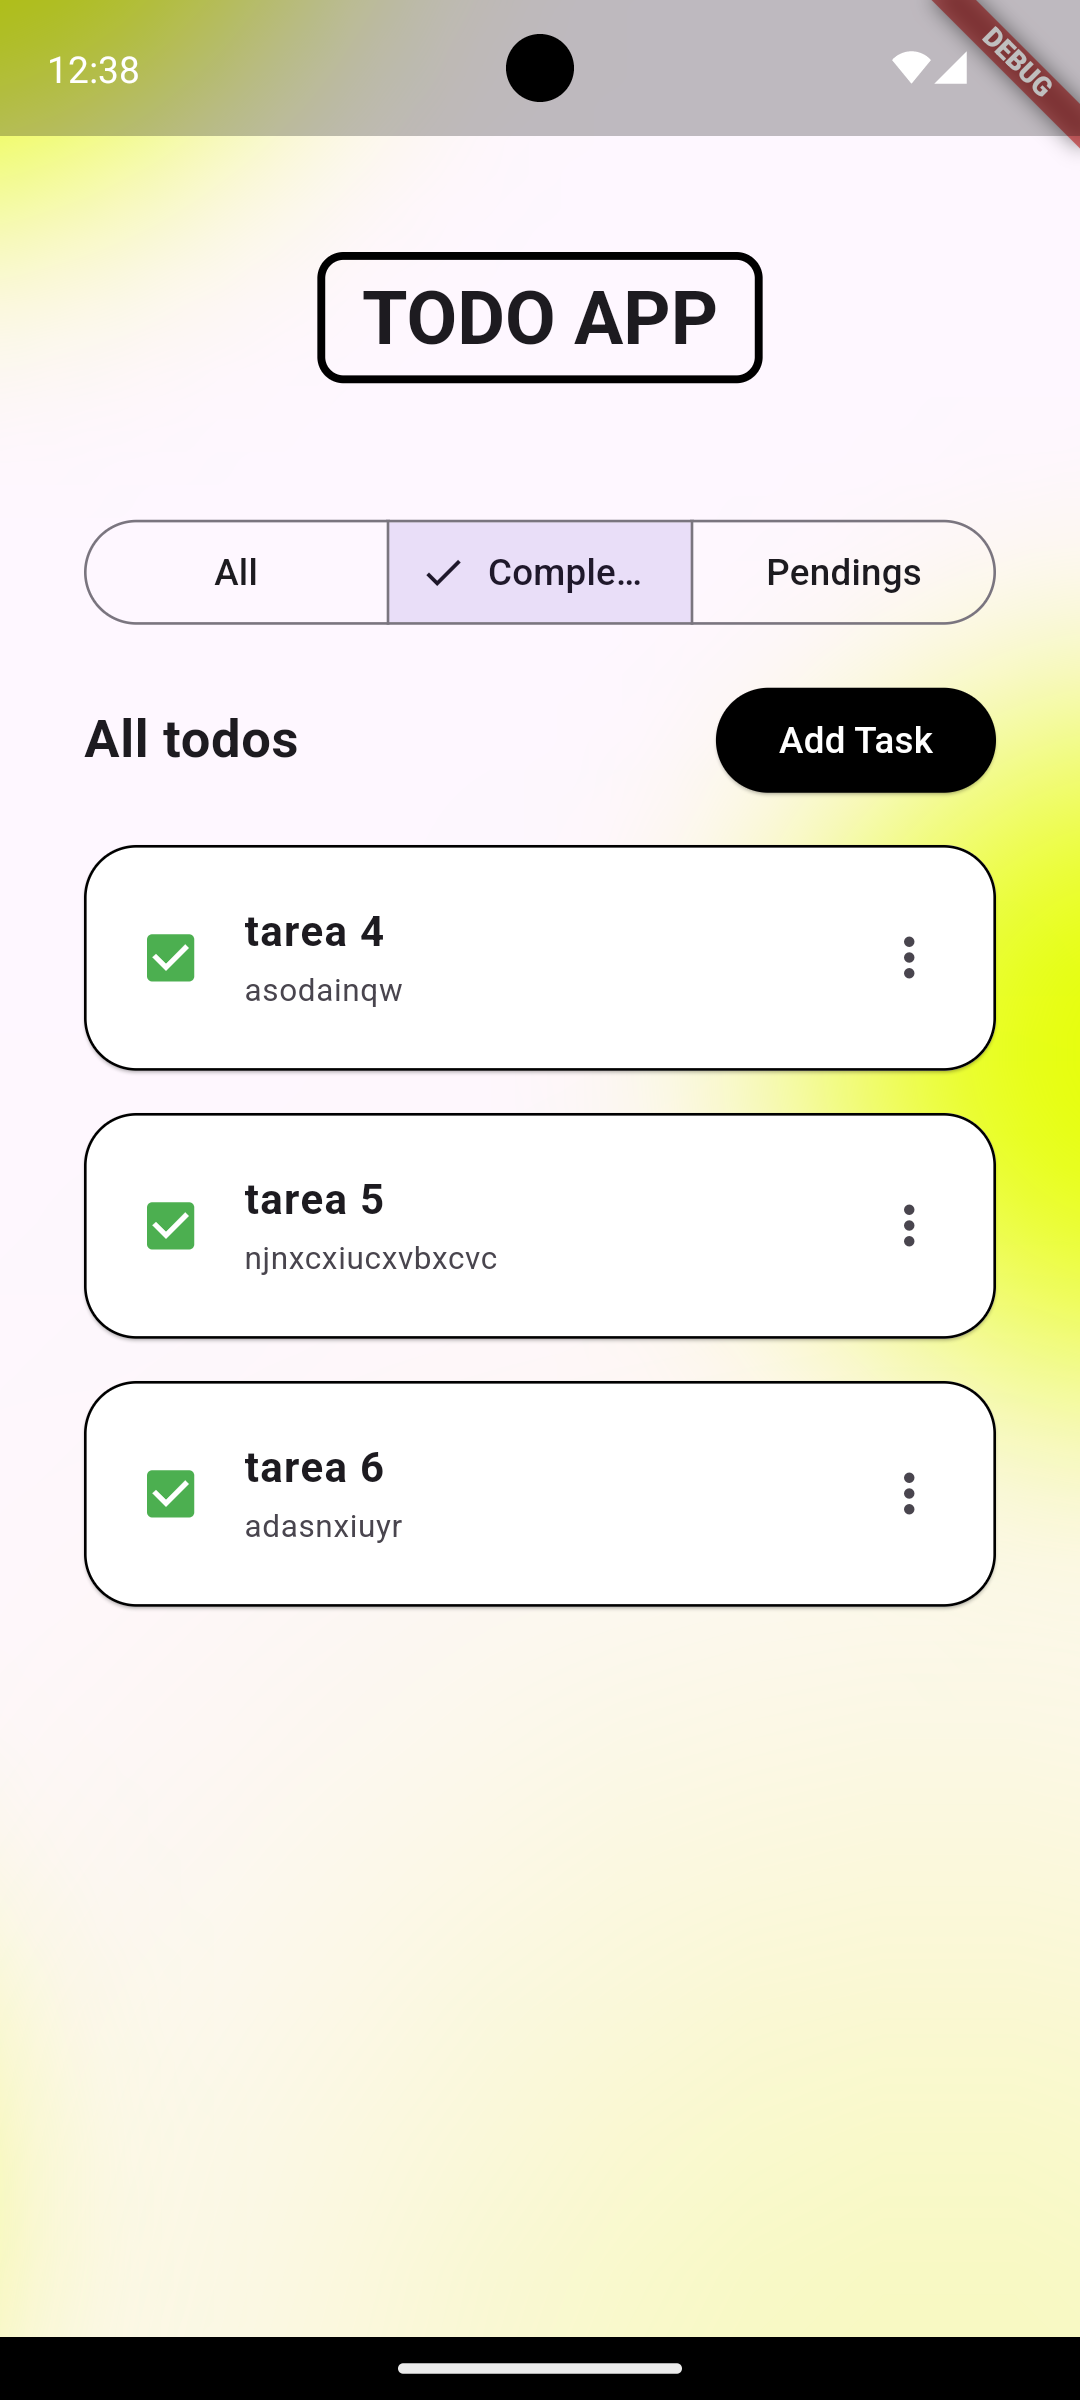 12:38
DEBUG
TODO APP
All
Comple...
Pendings
All todos
Add Task
tarea 4
asodainqw
tarea 5
njnxcxiucxvbxcvc
tarea 6
adasnxiuyr